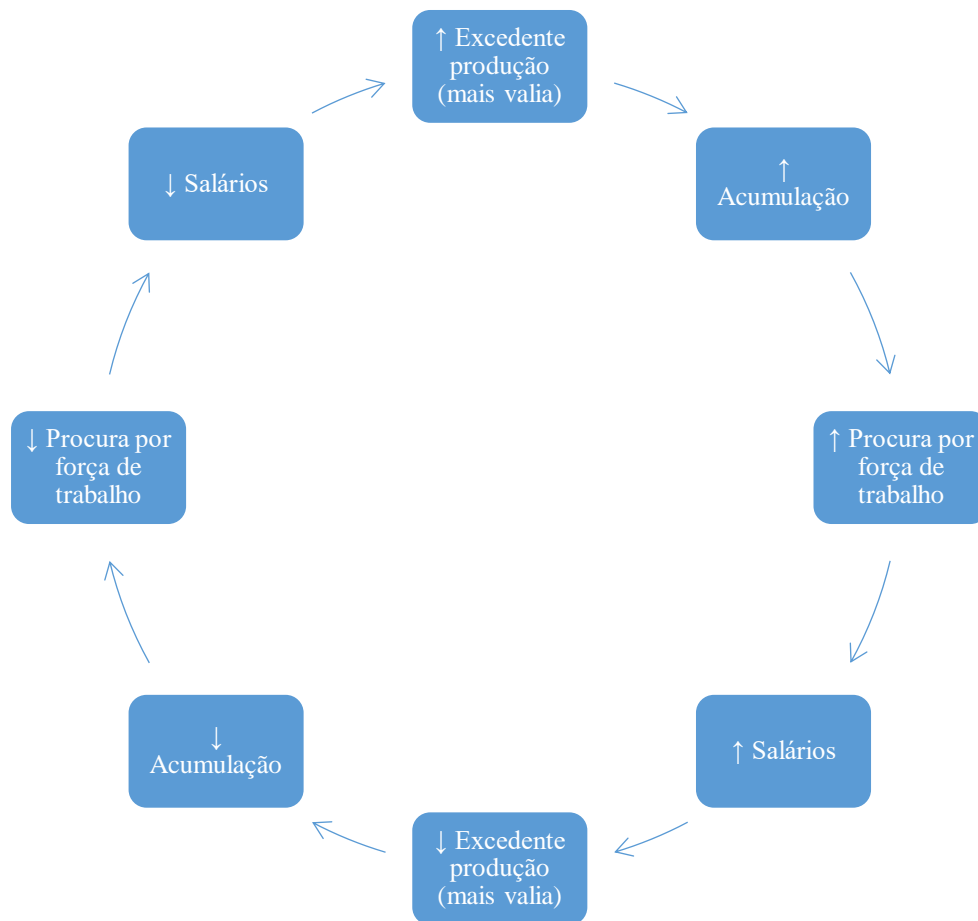 ↑ Excedente
produção
(mais valia)
↑
Acumulação
↑ Procura por
força de
trabalho
↑ Salários
↓ Excedente
produção
(mais valia)
↓
Acumulação
↓ Procura por
força de
trabalho
↓ Salários